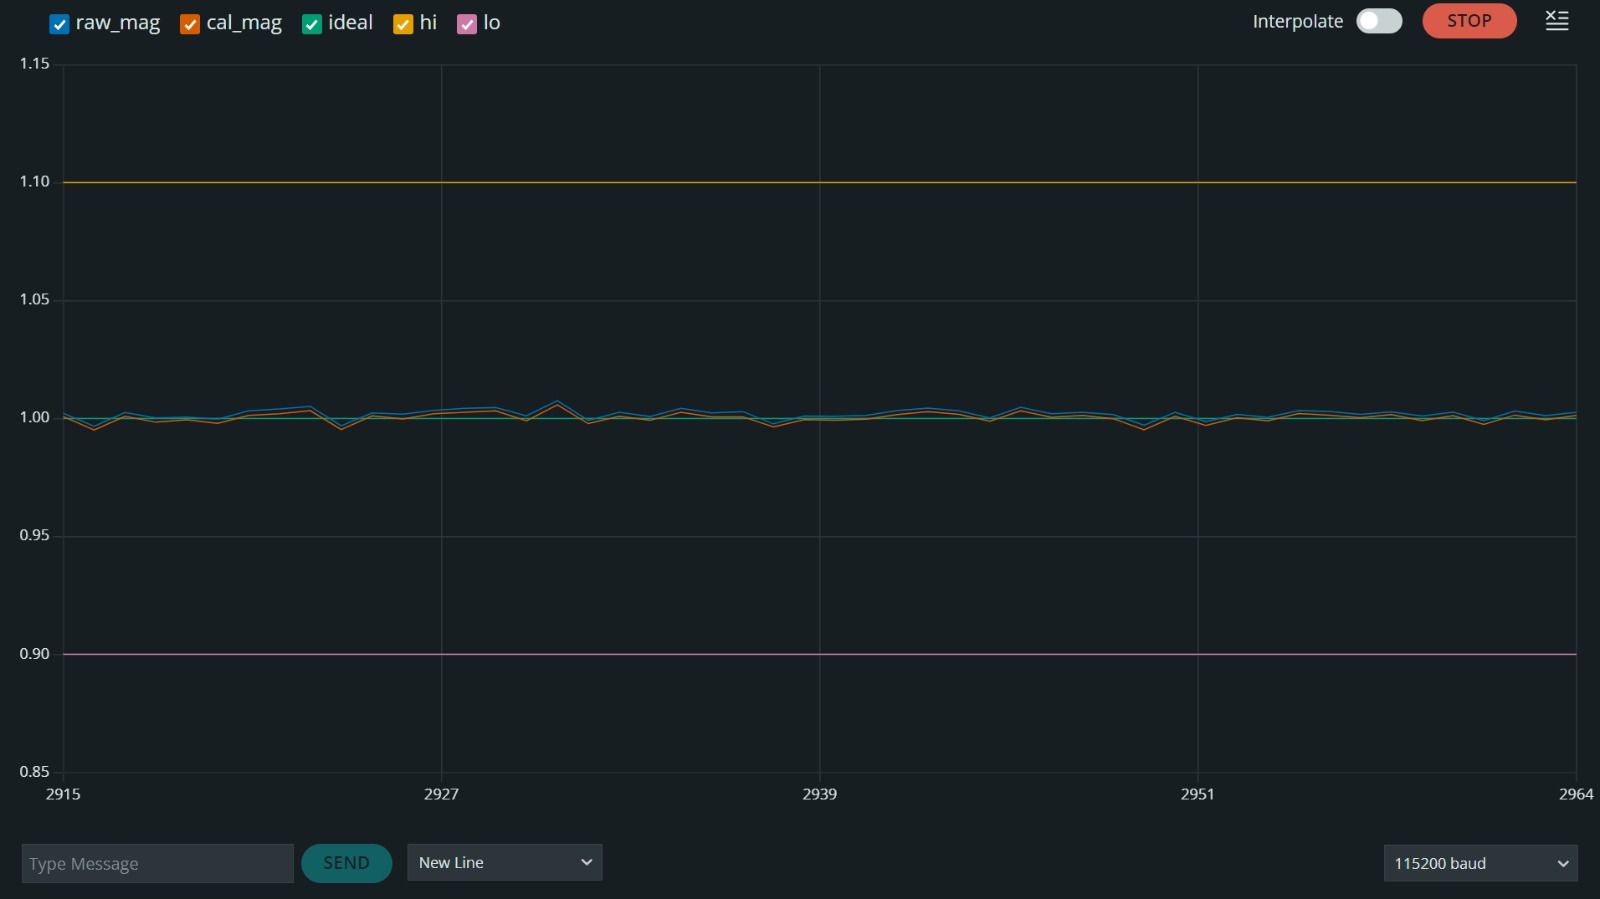 raw_mag cal_mag ideal hi lo Interpolate STOP
1.15
1.10
1.05
1.00
0.95
0.90
0.85
2915 2927 2939 2951 2964
Type Message SEND New Line 115200 baud